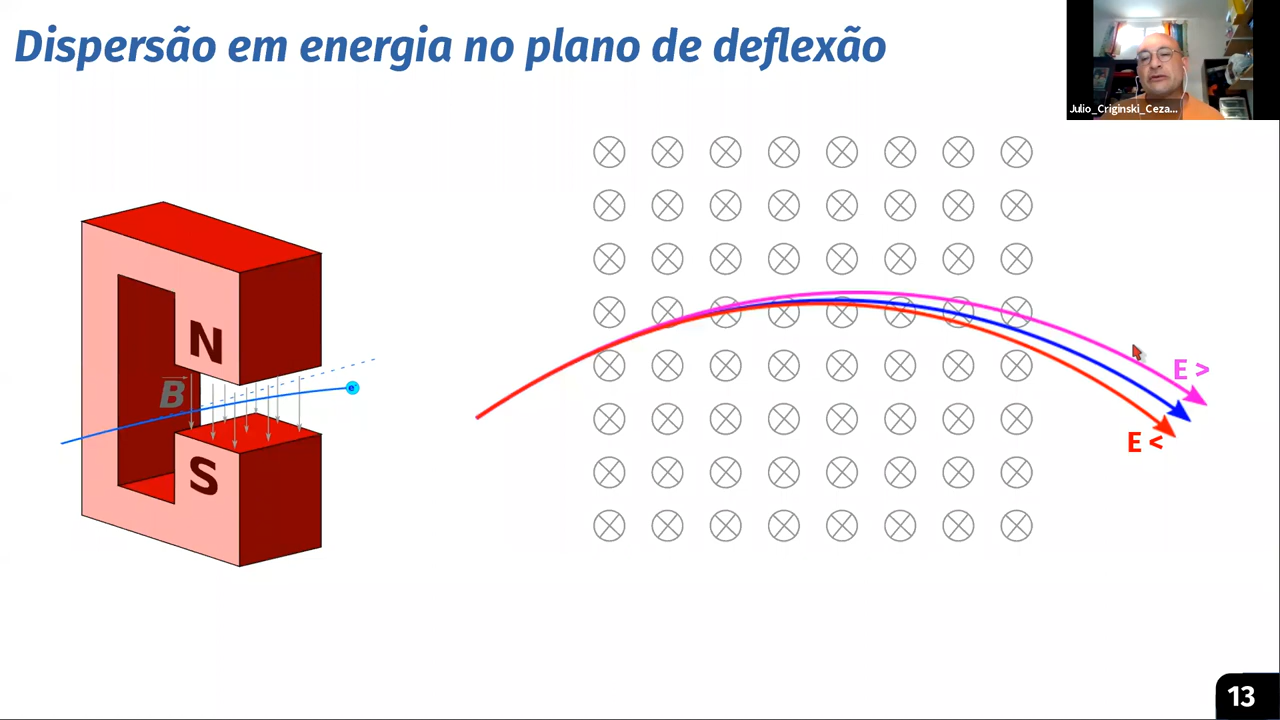 Dispersão em energia no plano de deflexão
Julio_Criginski_Ceza...
N
B
e
S
E >
E <
13